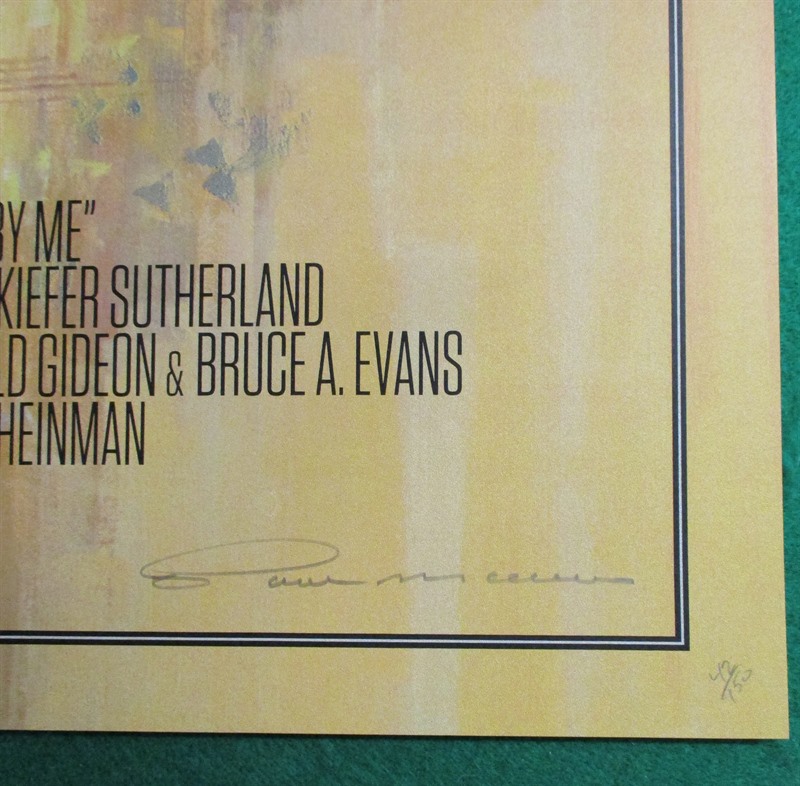 BY ME"
KIEFER SUTHERLAND
LD GIDEON & BRUCE A. EVANS
HEINMAN